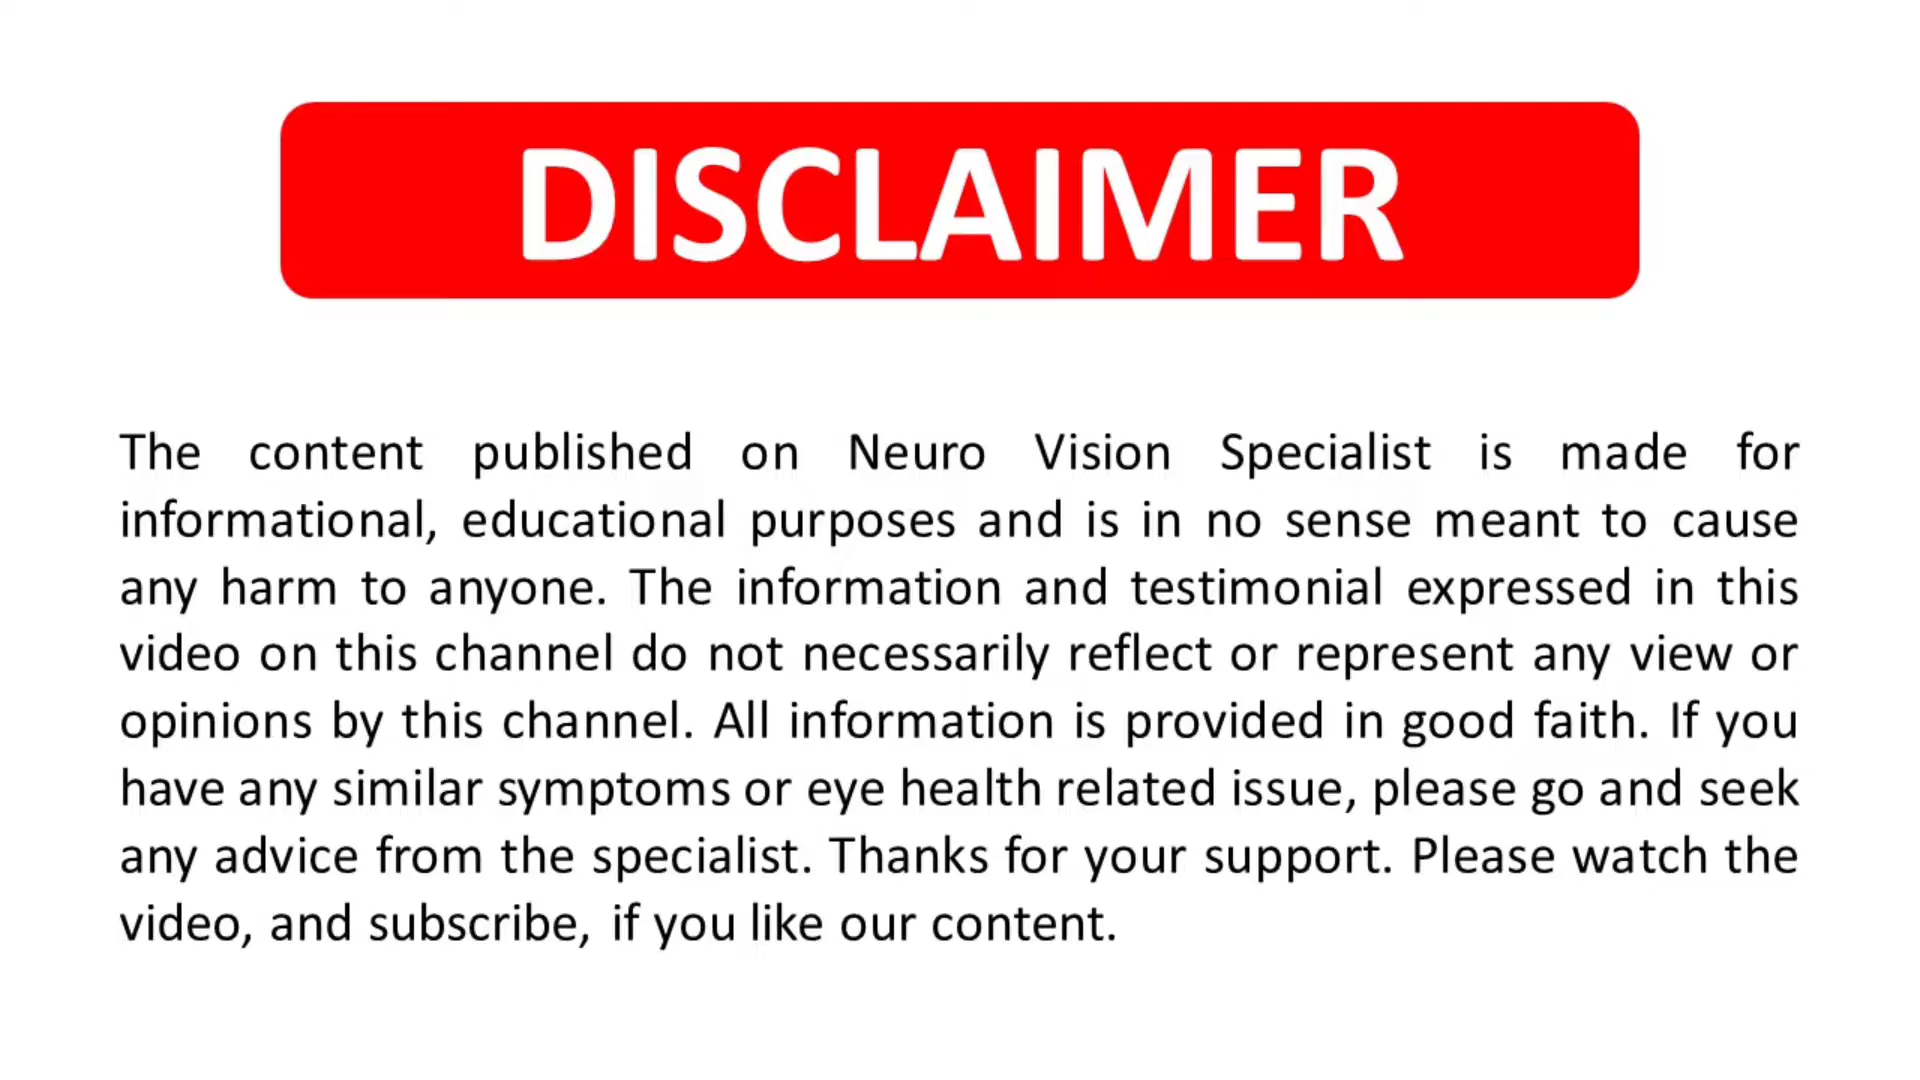 DISCLAIMER
The content published on Neuro Vision Specialist is made for
informational, educational purposes and is in no sense meant to cause
any harm to anyone. The information and testimonial expressed in this
video on this channel do not necessarily reflect or represent any view or
opinions by this channel. All information is provided in good faith. If you
have any similar symptoms or eye health related issue, please go and seek
any advice from the specialist. Thanks for your support. Please watch the
video, and subscribe, if you like our content.